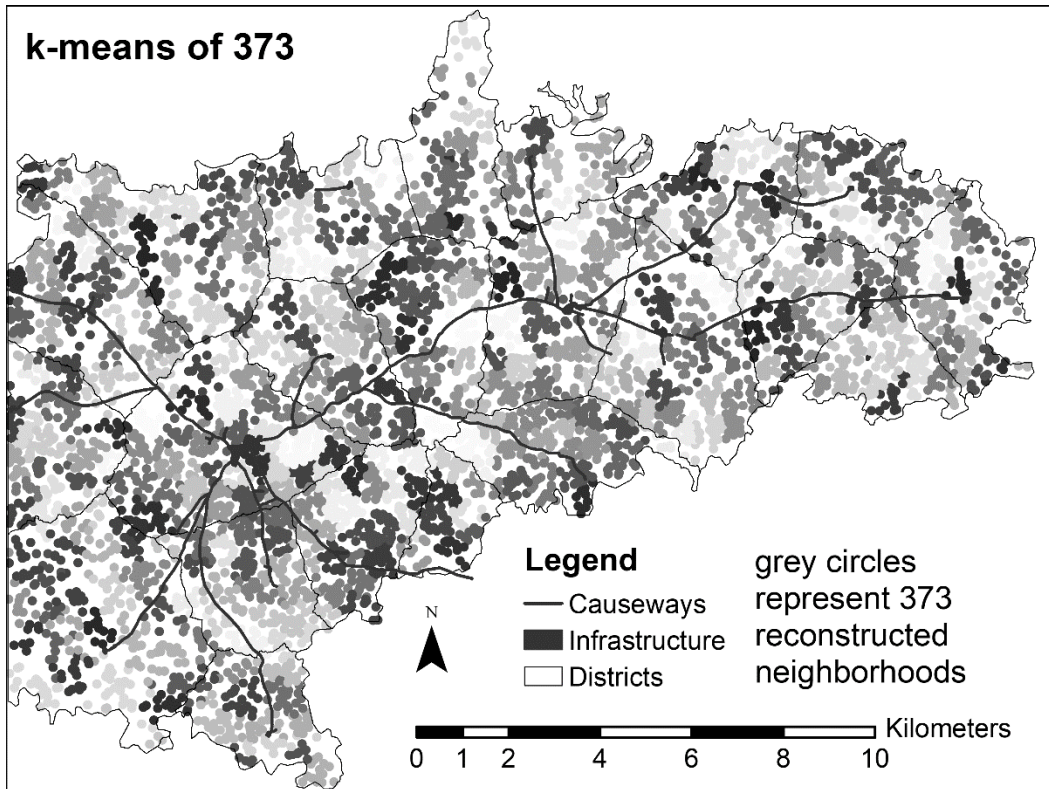 k-means of 373
Legend
Causeways
Infrastructure
Districts
grey circles
represent 373
reconstructed
neighborhoods
N
Kilometers
0 1 2 4 6 8 10